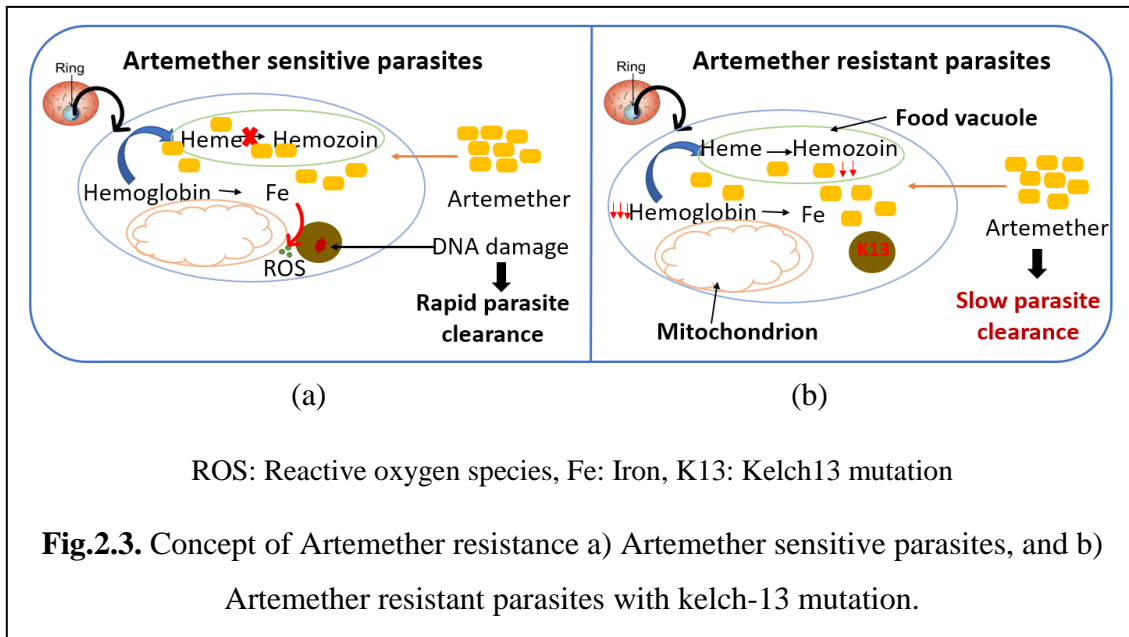 Artemether sensitive parasites
Ring
Heme
Hemozoin
Hemoglobin
Fe
Artemether
ROS
DNA damage
Rapid parasite
clearance
Artemether resistant parasites
Ring
Food vacuole
Heme
Hemozoin
Hemoglobin
Fe
K13
Artemether
Mitochondrion
Slow parasite
clearance
(a)
(b)
ROS: Reactive oxygen species, Fe: Iron, K13: Kelch13 mutation
Fig.2.3. Concept of Artemether resistance a) Artemether sensitive parasites, and b)
Artemether resistant parasites with kelch-13 mutation.